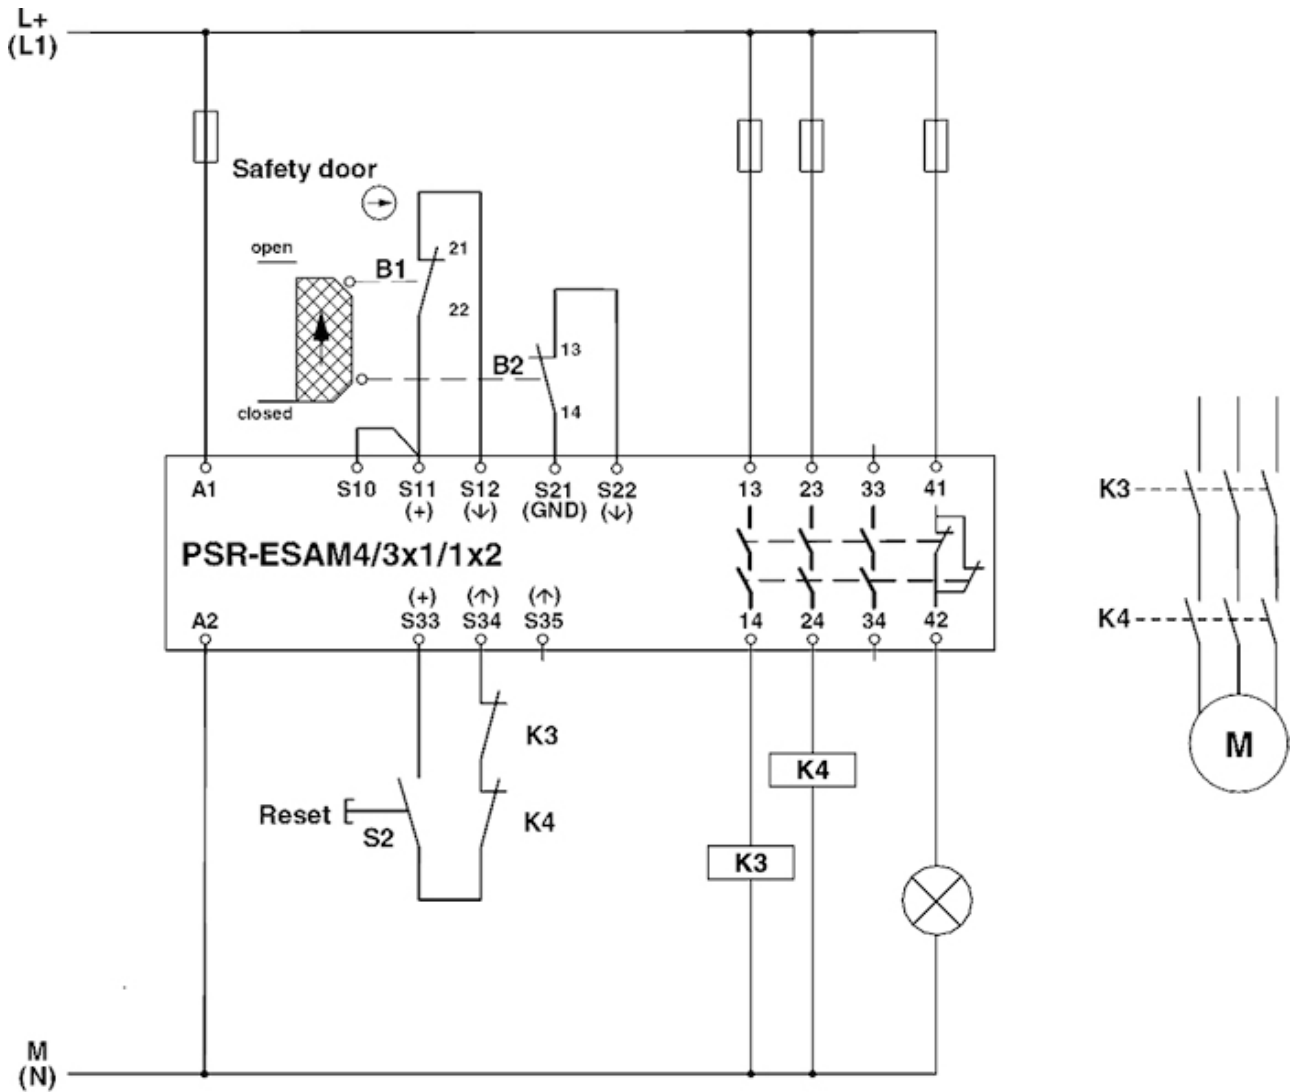 L+
(L1)
Safety door
open
B1
21
22
closed
B2
13
14
A1
S10
S11
(+)
S12
(↓)
S21
(GND)
S22
(↓)
13
23
33
41
PSR-ESAM4/3x1/1x2
A2
(+)
S33
(↑)
S34
(↑)
S35
14
24
34
42
K3
K4
M
K3
K4
Reset
S2
K4
K3
M
(N)